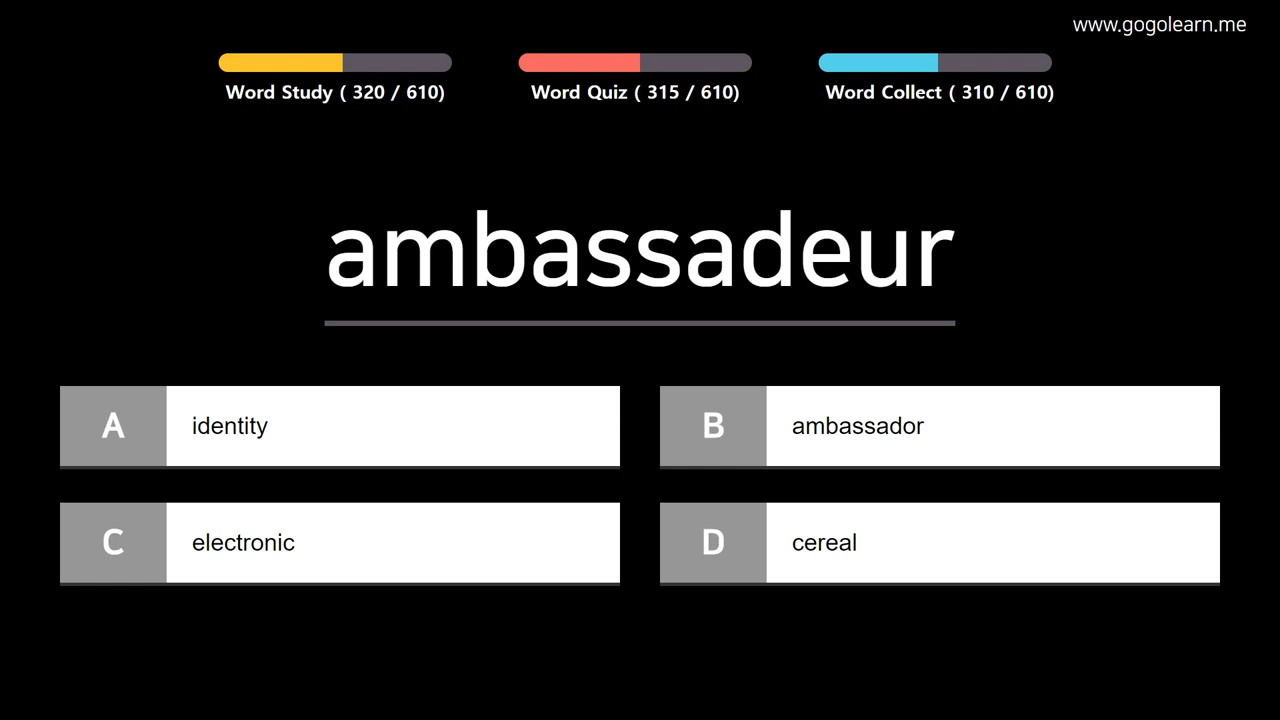 www.gogolearn.me
Word Study ( 320 / 610)
Word Quiz ( 315 / 610)
Word Collect ( 310 / 610)
ambassadeur
A identity
B ambassador
C electronic
D cereal